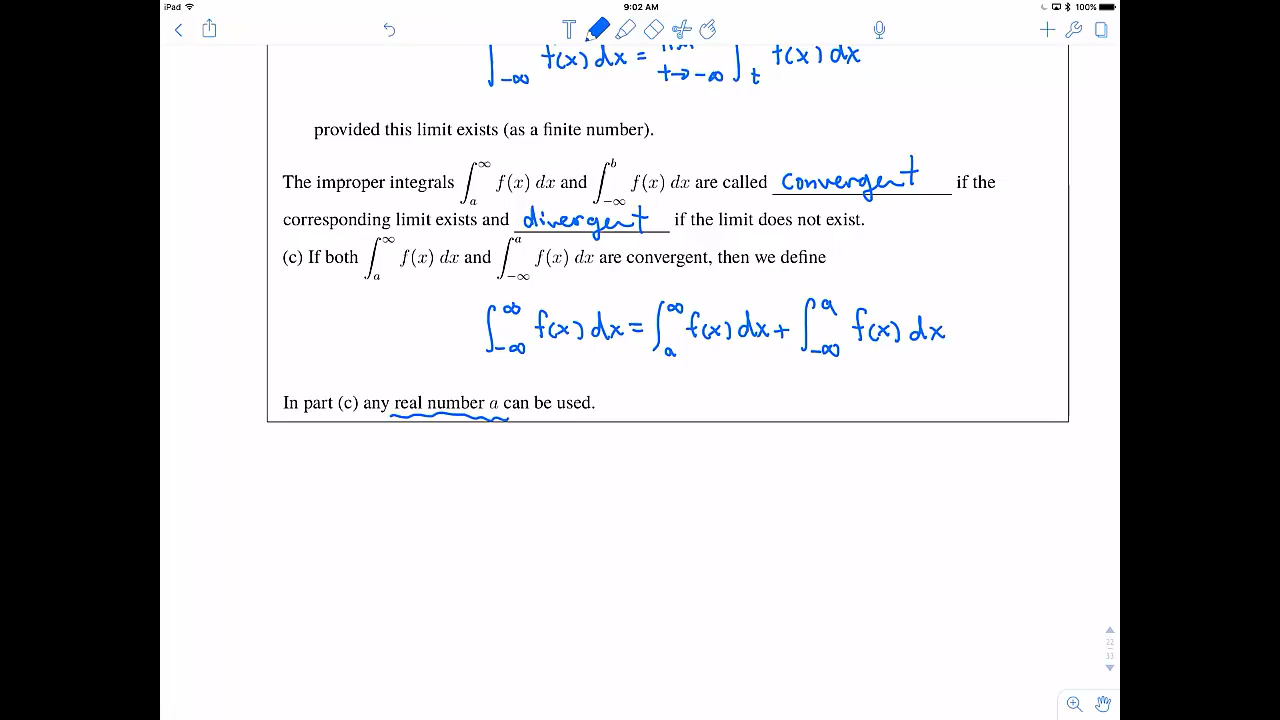 iPad 9:02 AM 100%
T
∫_{-∞} f(x) dx = lim_{t→-∞} ∫_t f(x) dx
provided this limit exists (as a finite number).
The improper integrals ∫_a^∞ f(x) dx and ∫_{-∞}^b f(x) dx are called convergent if the
corresponding limit exists and divergent if the limit does not exist.
(c) If both ∫_a^∞ f(x) dx and ∫_{-∞}^a f(x) dx are convergent, then we define
∫_{-∞}^∞ f(x) dx = ∫_a^∞ f(x) dx + ∫_{-∞}^a f(x) dx
In part (c) any real number a can be used.
22
33